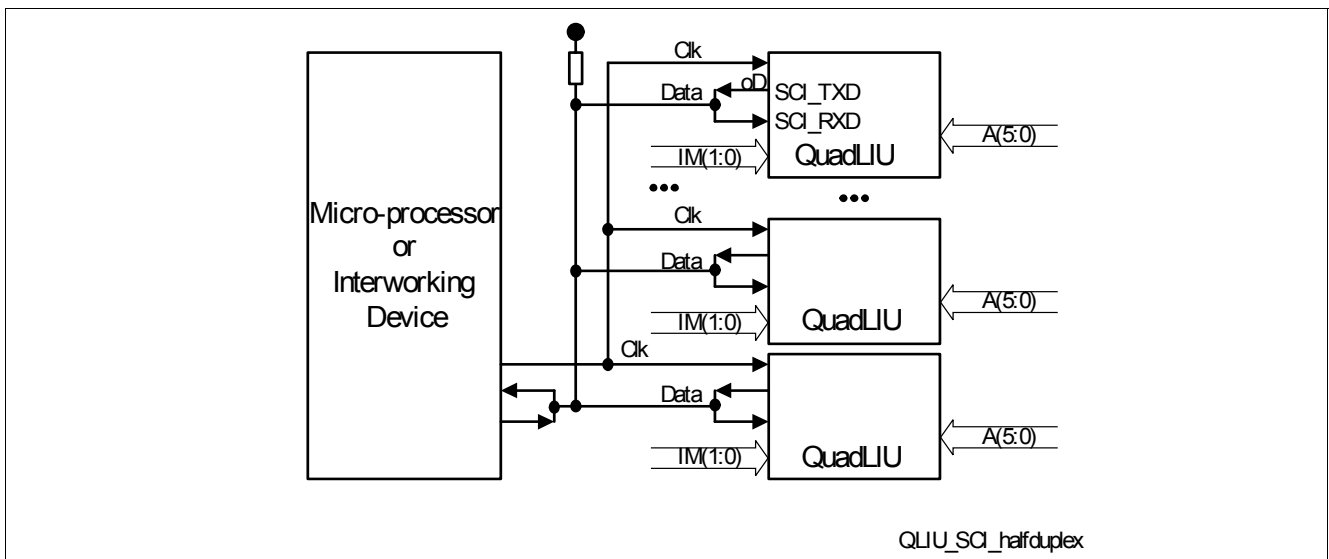 Clk
oD
Data
SCI_TXD
SCI_RXD
A(5:0)
IM(1:0)
QuadLIU
•••
•••
Micro-processor
or
Interworking
Device
Clk
Data
A(5:0)
IM(1:0)
QuadLIU
Clk
Data
A(5:0)
IM(1:0)
QuadLIU
QLIU_SCI_halfduplex